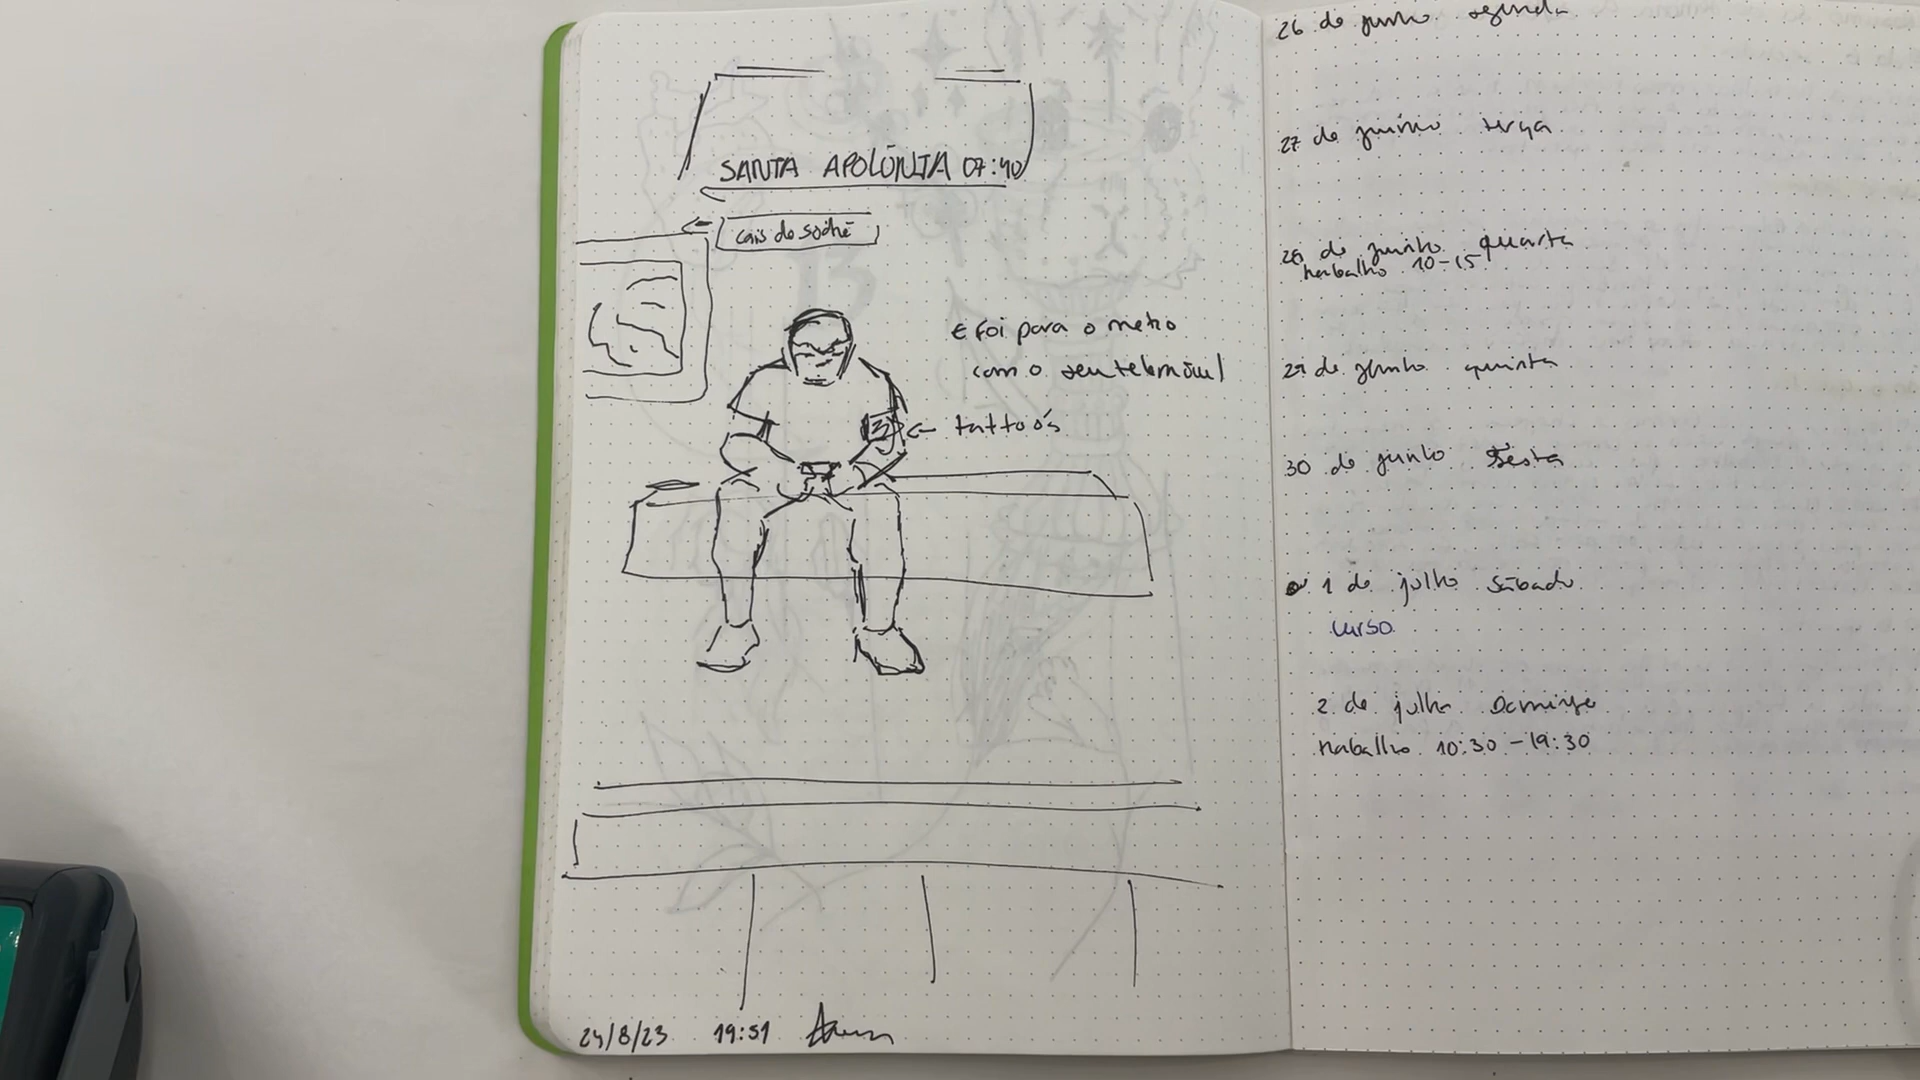 SANTA APOLÓNIA 07:40
cais do sodré
E foi para o metro
com o seu telemóvel
← tattoo's
24/8/23 19:51
26 de junho segunda
27 de junho terça
28 de junho quarta
trabalho 10-15
29 de junho quinta
30 de junho Sesta
1 de julho sábado
curso
2 de julho Domingo
trabalho 10:30-19:30